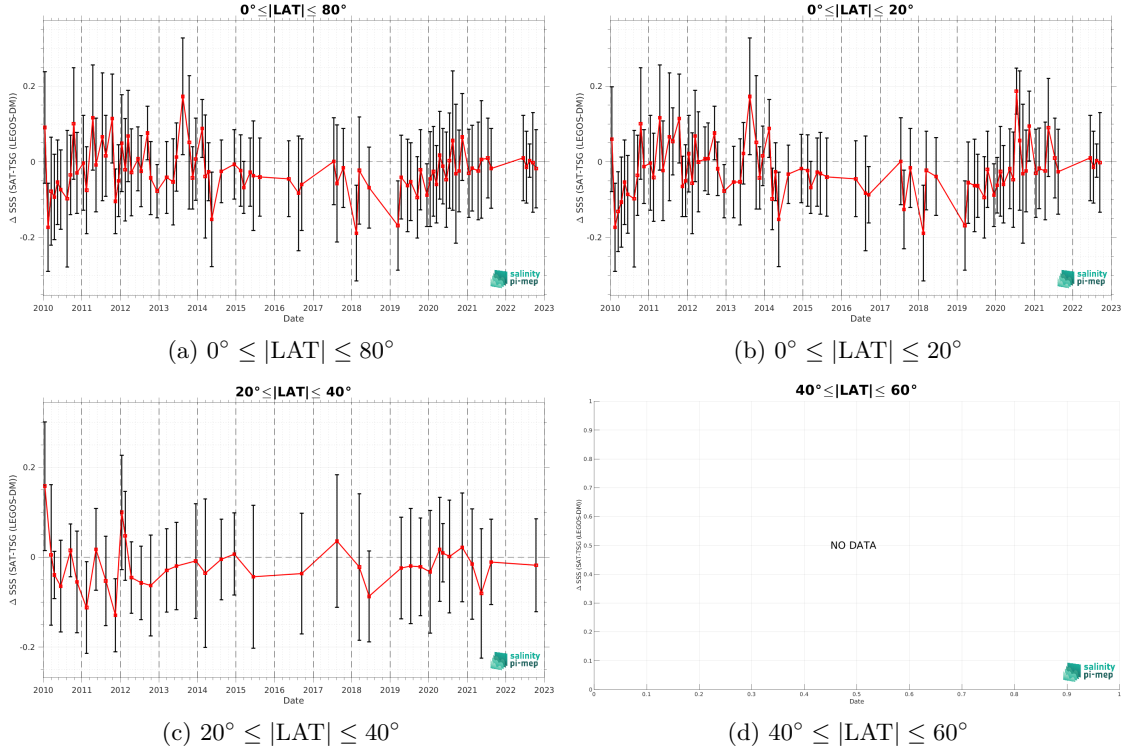 0°≤|LAT|≤ 80°
Δ SSS (SAT-TSG (LEGOS-DM))
0.2
0
-0.2
2010 2011 2012 2013 2014 2015 2016 2017 2018 2019 2020 2021 2022 2023
Date
salinity
pi-mep
(a) 0° ≤ |LAT| ≤ 80°
0°≤|LAT|≤ 20°
Δ SSS (SAT-TSG (LEGOS-DM))
0.2
0
-0.2
2010 2011 2012 2013 2014 2015 2016 2017 2018 2019 2020 2021 2022 2023
Date
salinity
pi-mep
(b) 0° ≤ |LAT| ≤ 20°
20°≤|LAT|≤ 40°
Δ SSS (SAT-TSG (LEGOS-DM))
0.2
0
-0.2
2010 2011 2012 2013 2014 2015 2016 2017 2018 2019 2020 2021 2022 2023
Date
salinity
pi-mep
(c) 20° ≤ |LAT| ≤ 40°
40°≤|LAT|≤ 60°
Δ SSS (SAT-TSG (LEGOS-DM))
1
0.9
0.8
0.7
0.6
0.5
0.4
0.3
0.2
0.1
0
NO DATA
0 0.1 0.2 0.3 0.4 0.5 0.6 0.7 0.8 0.9 1
Date
salinity
pi-mep
(d) 40° ≤ |LAT| ≤ 60°